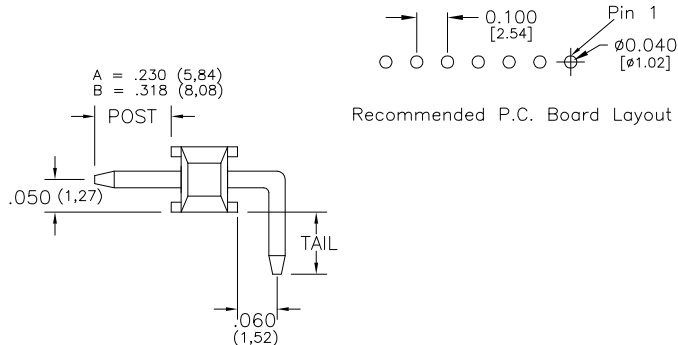 Pin 1
0.100
[2.54]
ø0.040
[ø1.02]
A = .230 (5,84)
B = .318 (8,08)
POST
Recommended P.C. Board Layout
.050 (1,27)
TAIL
.060
(1,52)